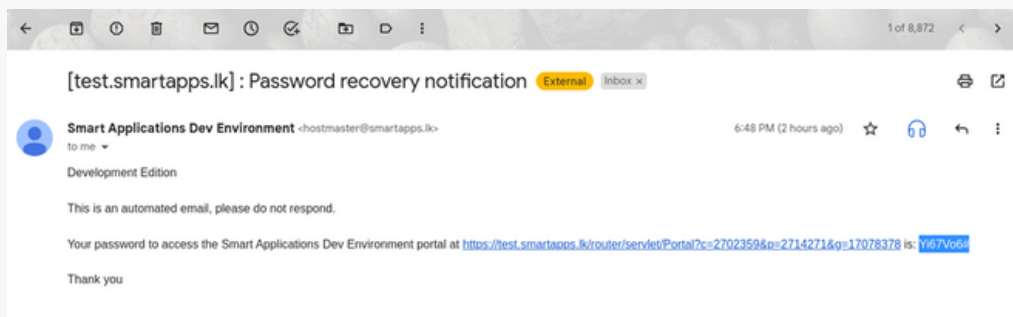 1 of 8,872
[test.smartapps.lk] : Password recovery notification External Inbox ×
Smart Applications Dev Environment <hostmaster@smartapps.lk> 6:48 PM (2 hours ago)
to me
Development Edition
This is an automated email, please do not respond.
Your password to access the Smart Applications Dev Environment portal at https://test.smartapps.lk/router/servlet/Portal?c=2702359&p=2714271&g=17078378 is: Yi67Vo6#
Thank you